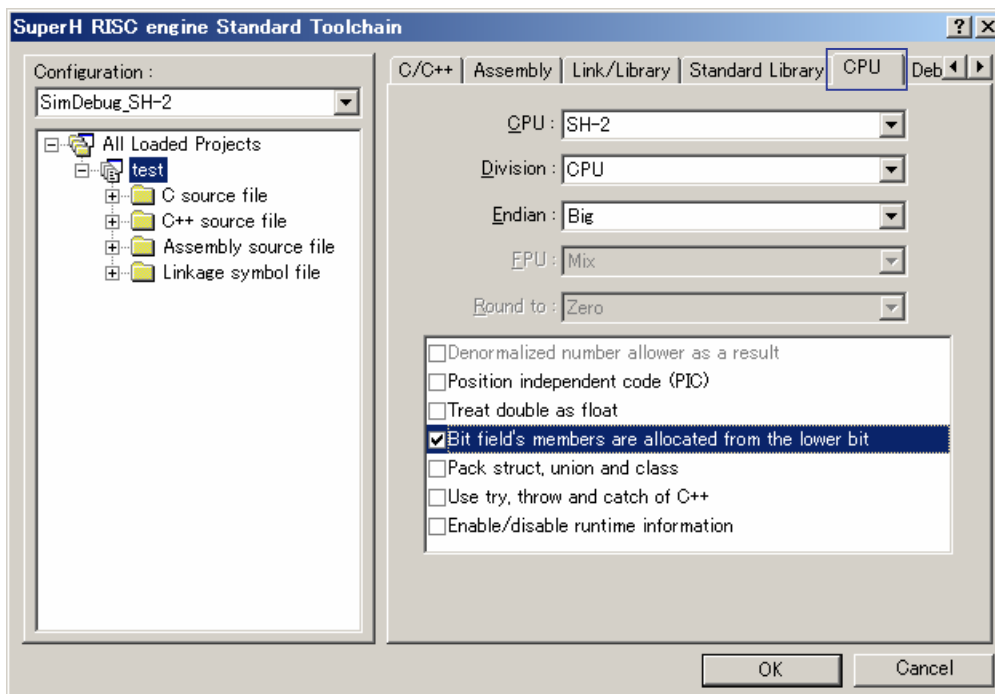 SuperH RISC engine Standard Toolchain
Configuration :
SimDebug_SH-2
All Loaded Projects
test
C source file
C++ source file
Assembly source file
Linkage symbol file
C/C++ Assembly Link/Library Standard Library CPU Deb
CPU : SH-2
Division : CPU
Endian : Big
FPU : Mix
Round to : Zero
Denormalized number allower as a result
Position independent code (PIC)
Treat double as float
Bit field's members are allocated from the lower bit
Pack struct, union and class
Use try, throw and catch of C++
Enable/disable runtime information
OK Cancel